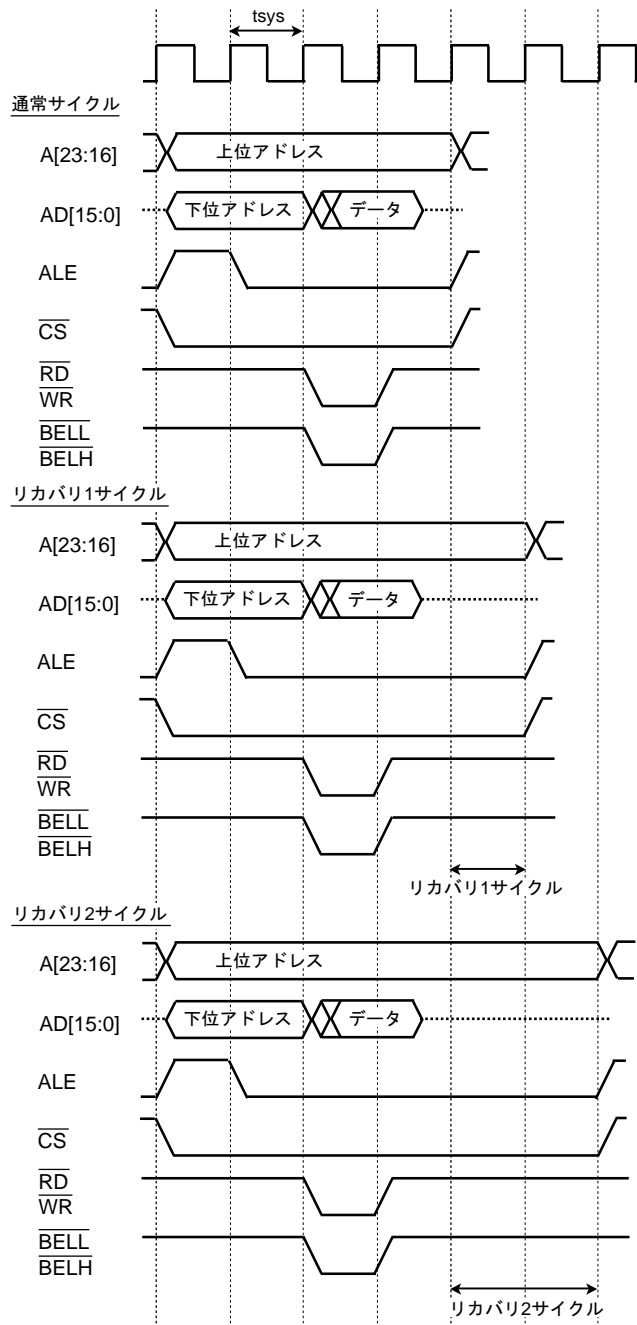 tsys
通常サイクル
A[23:16]
上位アドレス
AD[15:0]
下位アドレス
データ
ALE
CS
RD
WR
BELL
BELH
リカバリ1サイクル
A[23:16]
上位アドレス
AD[15:0]
下位アドレス
データ
ALE
CS
RD
WR
BELL
BELH
リカバリ1サイクル
リカバリ2サイクル
A[23:16]
上位アドレス
AD[15:0]
下位アドレス
データ
ALE
CS
RD
WR
BELL
BELH
リカバリ2サイクル